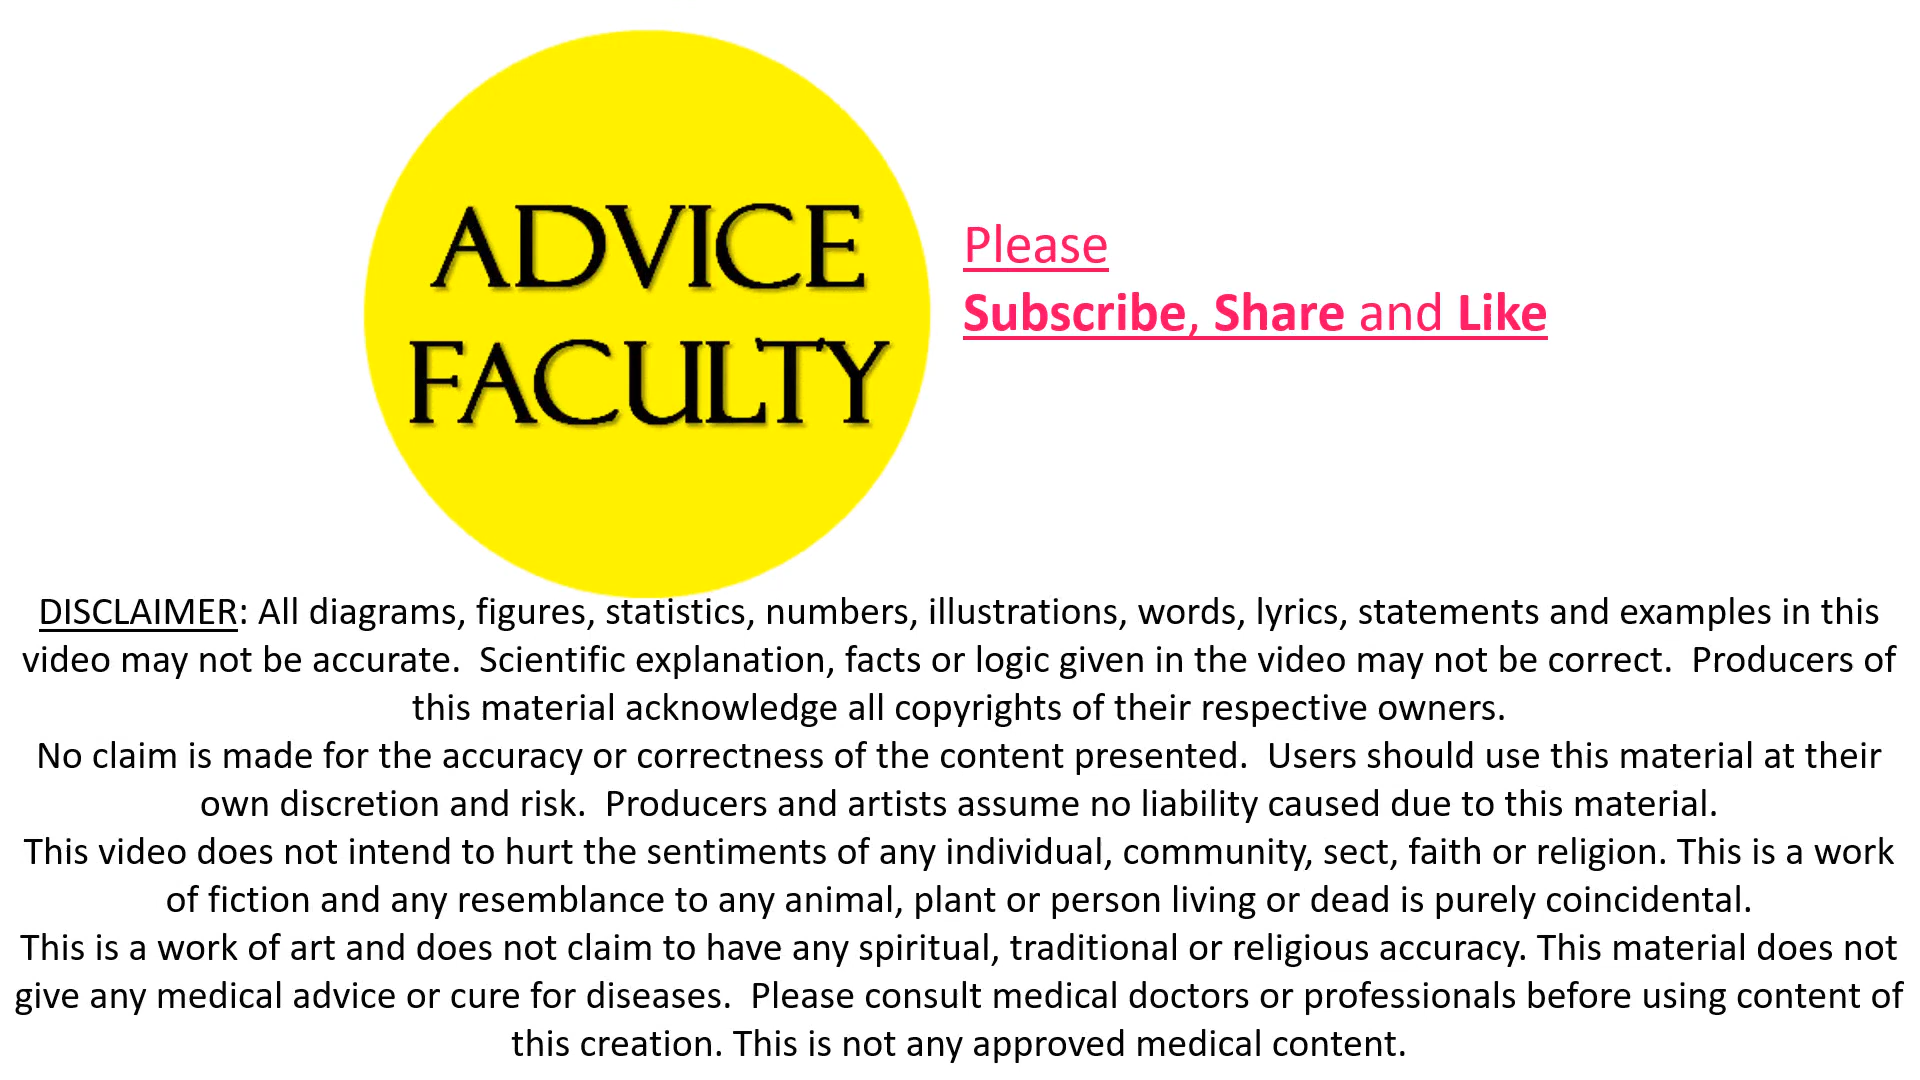 ADVICE
FACULTY
Please
Subscribe, Share and Like
DISCLAIMER: All diagrams, figures, statistics, numbers, illustrations, words, lyrics, statements and examples in this
video may not be accurate.  Scientific explanation, facts or logic given in the video may not be correct.  Producers of
this material acknowledge all copyrights of their respective owners.
No claim is made for the accuracy or correctness of the content presented.  Users should use this material at their
own discretion and risk.  Producers and artists assume no liability caused due to this material.
This video does not intend to hurt the sentiments of any individual, community, sect, faith or religion. This is a work
of fiction and any resemblance to any animal, plant or person living or dead is purely coincidental.
This is a work of art and does not claim to have any spiritual, traditional or religious accuracy. This material does not
give any medical advice or cure for diseases.  Please consult medical doctors or professionals before using content of
this creation. This is not any approved medical content.